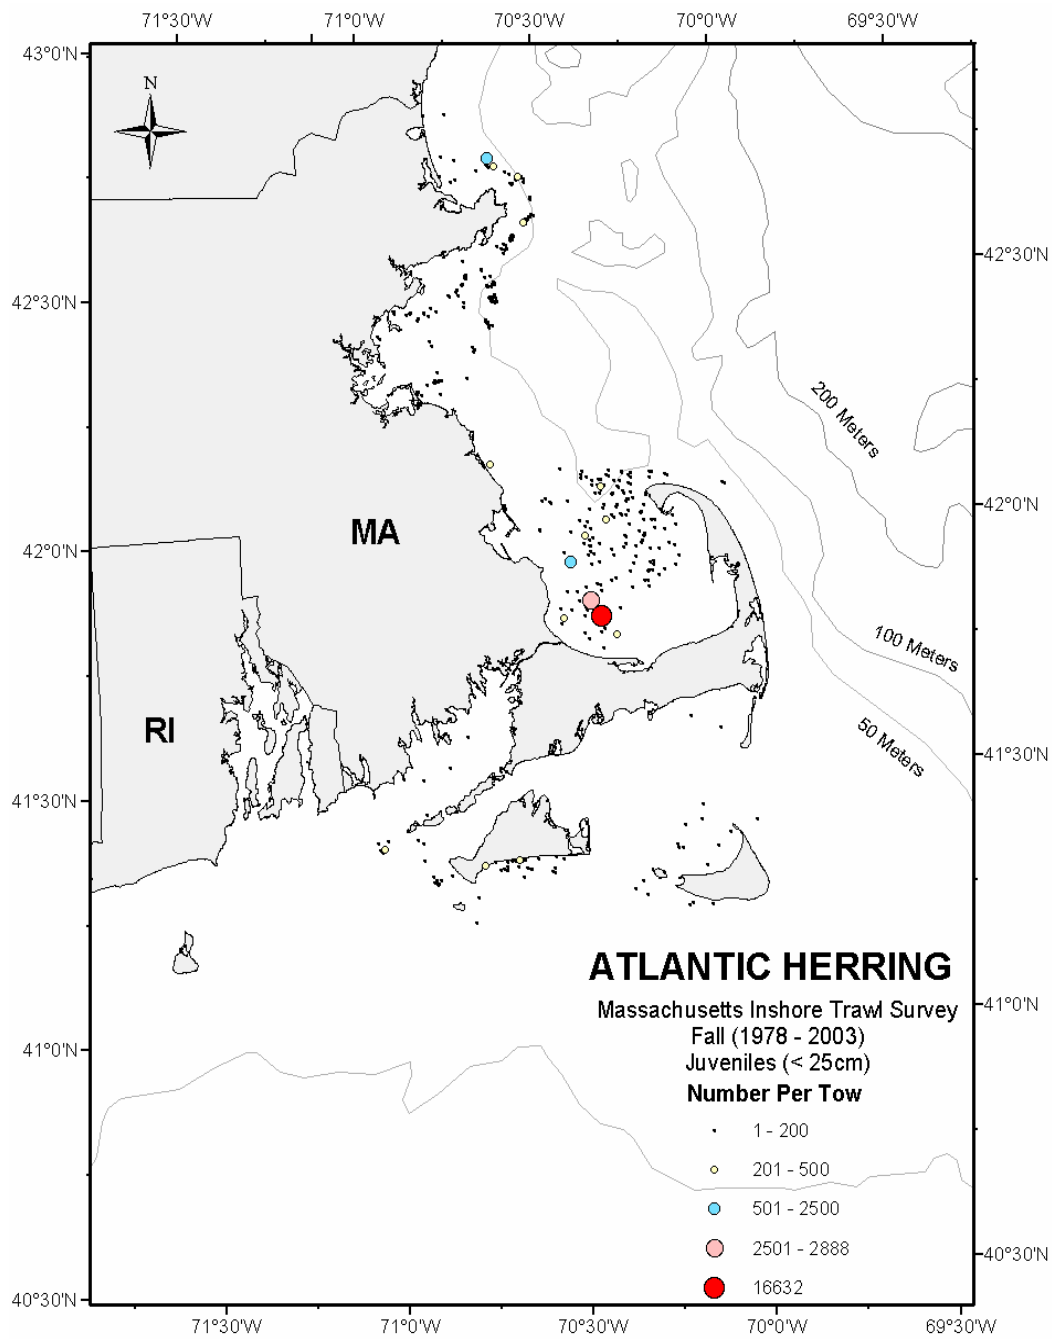 71°30'W 71°0'W 70°30'W 70°0'W 69°30'W
43°0'N
N
42°30'N
42°30'N
200 Meters
42°0'N
MA
42°0'N
100 Meters
RI
50 Meters
41°30'N
41°30'N
ATLANTIC HERRING
Massachusetts Inshore Trawl Survey
Fall (1978 - 2003)
41°0'N
Juveniles (< 25cm)
41°0'N
Number Per Tow
1 - 200
201 - 500
501 - 2500
2501 - 2888
40°30'N
16632
40°30'N
71°30'W 71°0'W 70°30'W 70°0'W 69°30'W